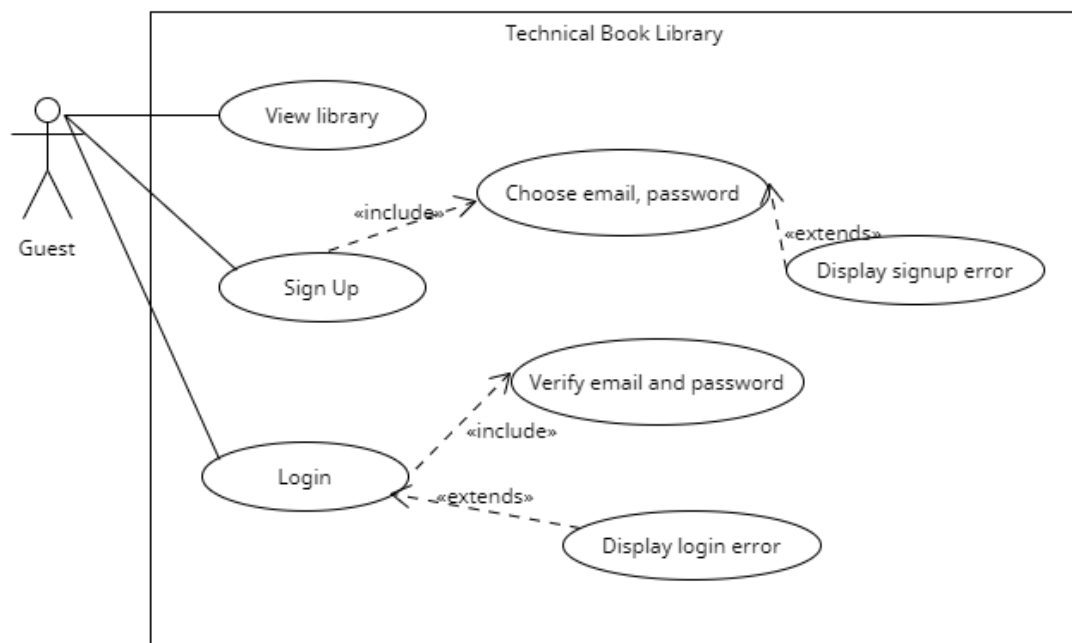 Technical Book Library
View library
Choose email, password
«include»
«extends»
Guest
Display signup error
Sign Up
Verify email and password
«include»
Login
«extends»
Display login error